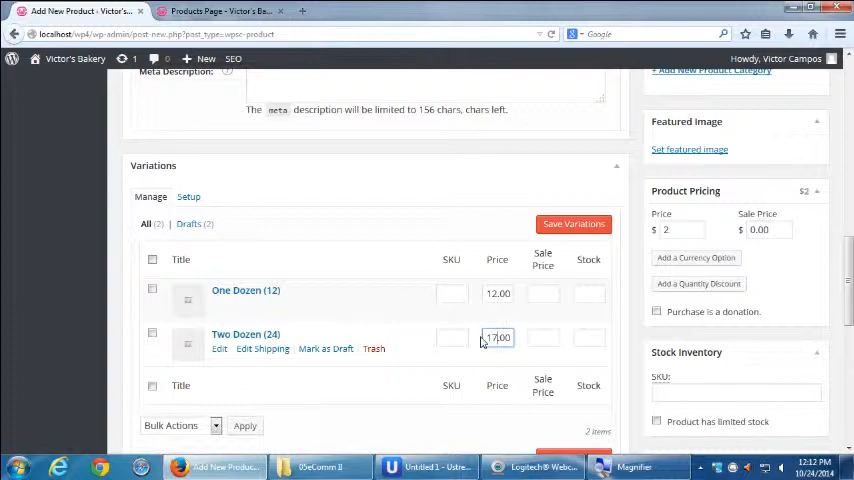 Add New Product ‹ Victor's...
Products Page - Victor's Ba...
localhost/wp4/wp-admin/post-new.php?post_type=wpsc-product
Google
Victor's Bakery
1
0
New
SEO
Howdy, Victor Campos
Meta Description:
The meta description will be limited to 156 chars, chars left.
+ Add New Product Category
Featured Image
Set featured image
Variations
Manage
Setup
All (2) | Drafts (2)
Save Variations
Title
SKU
Price
Sale Price
Stock
One Dozen (12)
12.00
Two Dozen (24)
Edit
Edit Shipping
Mark as Draft
Trash
17.00
Title
SKU
Price
Sale Price
Stock
Bulk Actions
Apply
2 items
Product Pricing
$2
Price
Sale Price
$ 2
$ 0.00
Add a Currency Option
Add a Quantity Discount
Purchase is a donation.
Stock Inventory
SKU:
Product has limited stock
Add New Produc...
05eComm II
Untitled 1 - Ustre...
Logitech® Webc...
Magnifier
12:12 PM
10/24/2014